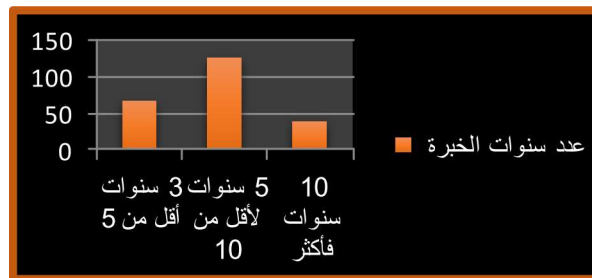 150
100
50
0
3 سنوات
أقل من 5
5 سنوات
لأقل من
10
10
سنوات
فأكثر
عدد سنوات الخبرة